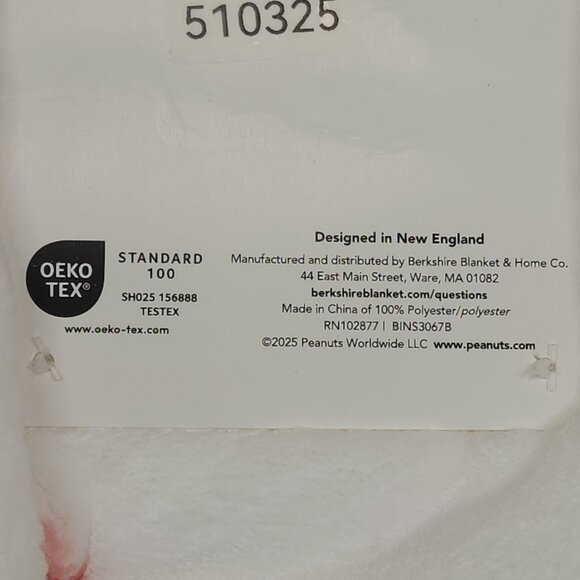 510325
OEKO
TEX®
STANDARD
100
SH025 156888
TESTEX
www.oeko-tex.com
Designed in New England
Manufactured and distributed by Berkshire Blanket & Home Co.
44 East Main Street, Ware, MA 01082
berkshireblanket.com/questions
Made in China of 100% Polyester/polyester
RN102877 | BINS3067B
©2025 Peanuts Worldwide LLC www.peanuts.com